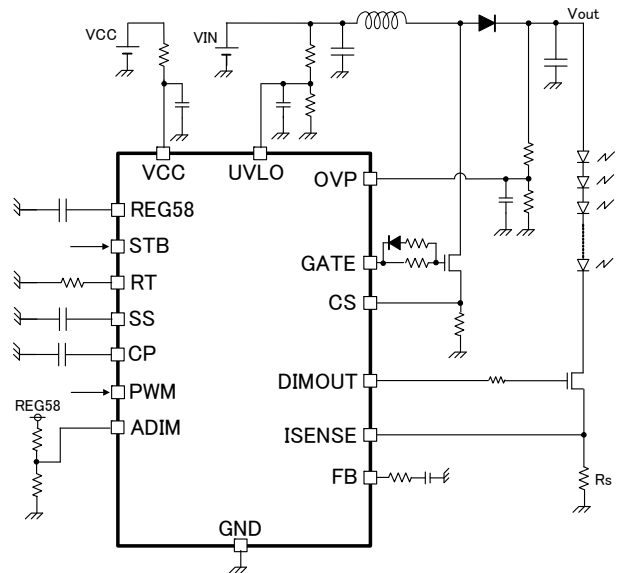 VCC
VIN
Vout
VCC
UVLO
OVP
REG58
STB
GATE
RT
CS
SS
CP
DIMOUT
PWM
REG58
ADIM
ISENSE
FB
Rs
GND